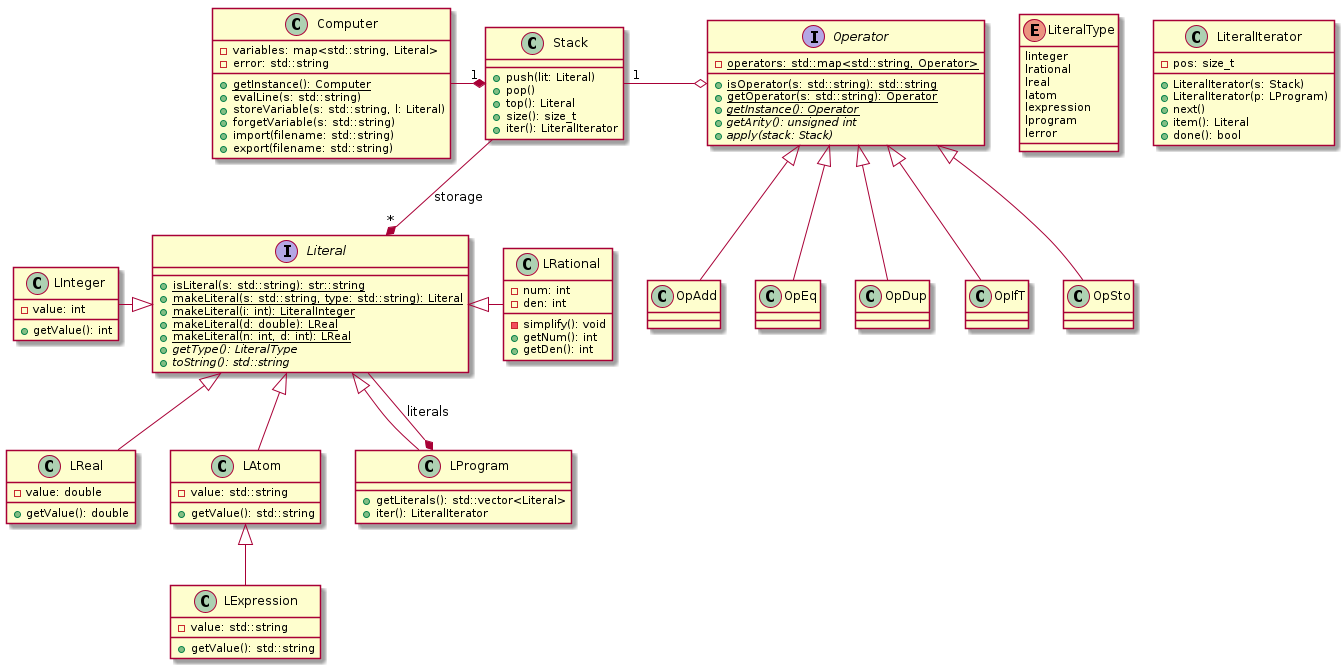 C Computer
variables: map<std::string, Literal>
error: std::string
getInstance(): Computer
evalLine(s: std::string)
storeVariable(s: std::string, l: Literal)
forgetVariable(s: std::string)
import(filename: std::string)
export(filename: std::string)
1
C Stack
push(lit: Literal)
pop()
top(): Literal
size(): size_t
iter(): LiteralIterator
1
I Operator
operators: std::map<std::string, Operator>
isOperator(s: std::string): std::string
getOperator(s: std::string): Operator
getInstance(): Operator
getArity(): unsigned int
apply(stack: Stack)
E LiteralType
linteger
lrational
lreal
latom
lexpression
lprogram
lerror
C LiteralIterator
pos: size_t
LiteralIterator(s: Stack)
LiteralIterator(p: LProgram)
next()
item(): Literal
done(): bool
storage
*
C LInteger
value: int
getValue(): int
I Literal
isLiteral(s: std::string): str::string
makeLiteral(s: std::string, type: std::string): Literal
makeLiteral(i: int): LiteralInteger
makeLiteral(d: double): LReal
makeLiteral(n: int, d: int): LReal
getType(): LiteralType
toString(): std::string
C LRational
num: int
den: int
simplify(): void
getNum(): int
getDen(): int
C OpAdd
C OpEq
C OpDup
C OpIfT
C OpSto
literals
C LReal
value: double
getValue(): double
C LAtom
value: std::string
getValue(): std::string
C LProgram
getLiterals(): std::vector<Literal>
iter(): LiteralIterator
C LExpression
value: std::string
getValue(): std::string